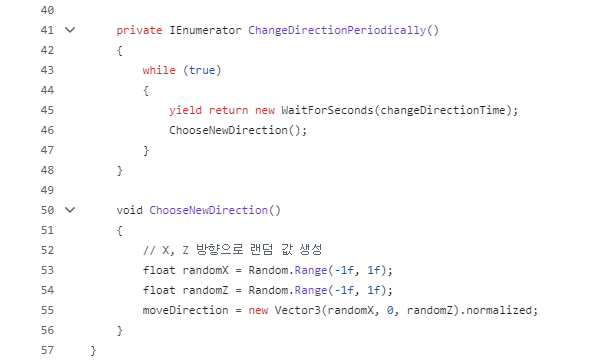 40
41 private IEnumerator ChangeDirectionPeriodically()
42 {
43 while (true)
44 {
45 yield return new WaitForSeconds(changeDirectionTime);
46 ChooseNewDirection();
47 }
48 }
49
50 void ChooseNewDirection()
51 {
52 // X, Z 방향으로 랜덤 값 생성
53 float randomX = Random.Range(-1f, 1f);
54 float randomZ = Random.Range(-1f, 1f);
55 moveDirection = new Vector3(randomX, 0, randomZ).normalized;
56 }
57 }